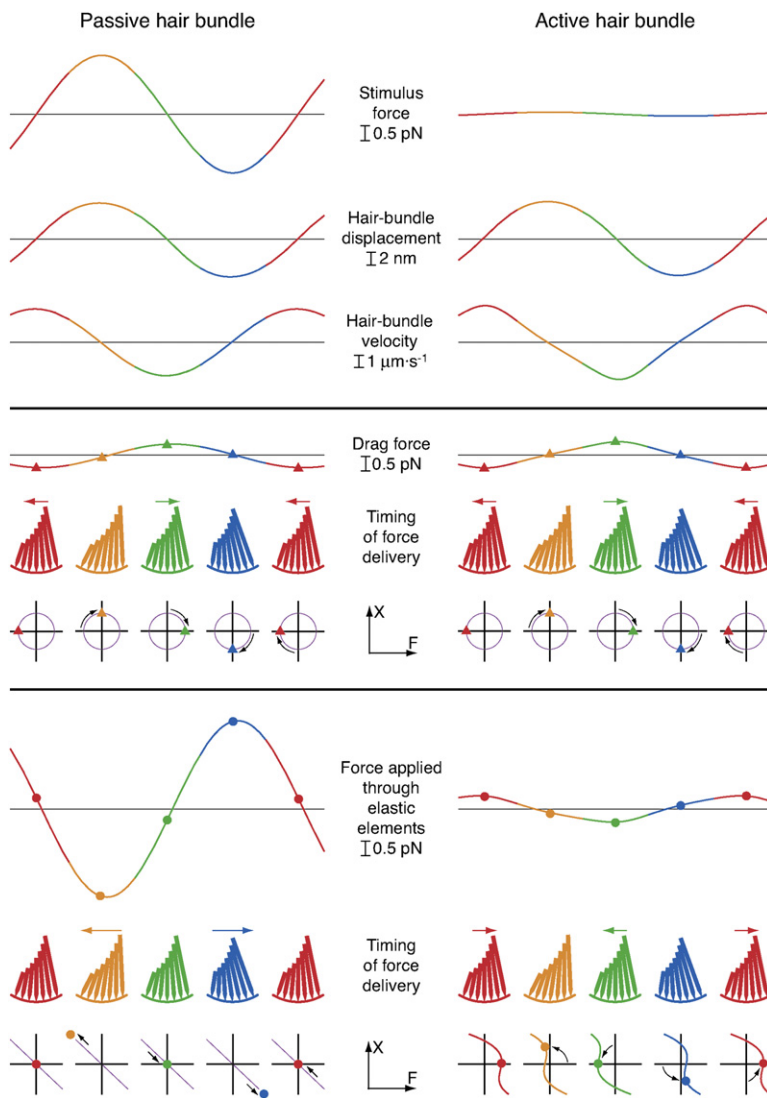 Passive hair bundle
Active hair bundle
Stimulus
force
0.5 pN
Hair-bundle
displacement
2 nm
Hair-bundle
velocity
1 µm·s⁻¹
Drag force
0.5 pN
Timing
of force
delivery
X
F
Force applied
through
elastic
elements
0.5 pN
Timing
of force
delivery
X
F